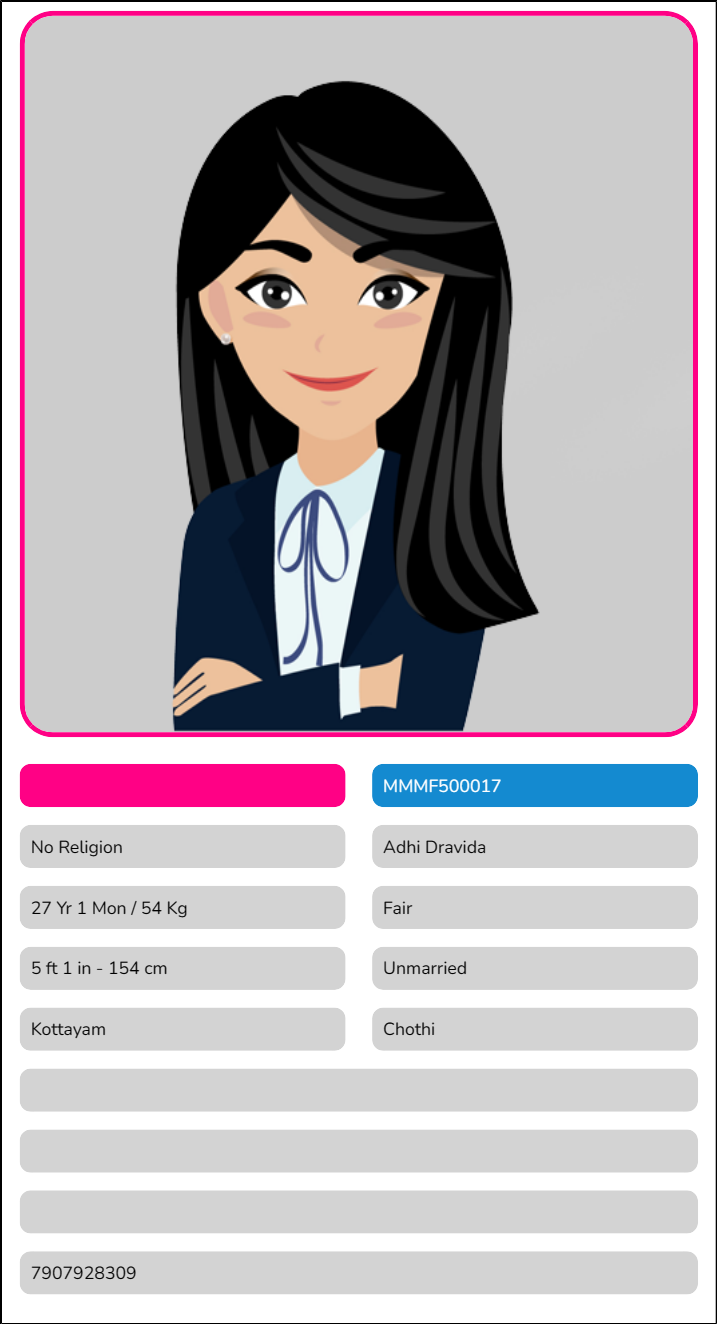 MMMF500017
No Religion
Adhi Dravida
27 Yr 1 Mon / 54 Kg
Fair
5 ft 1 in - 154 cm
Unmarried
Kottayam
Chothi
7907928309